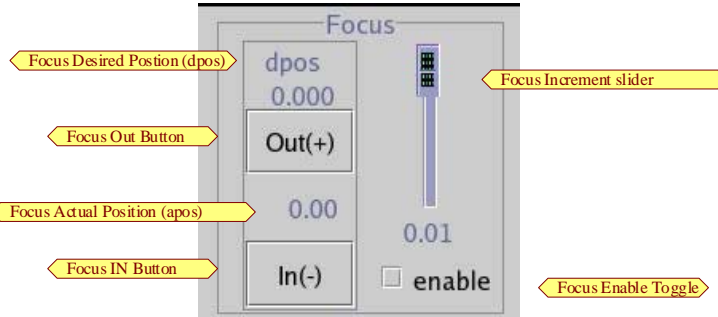 Focus
Focus Desired Postion (dpos)
dpos
0.000
Focus Increment slider
Focus Out Button
Out(+)
Focus Actual Position (apos)
0.00
0.01
Focus IN Button
In(-)
enable
Focus Enable Toggle